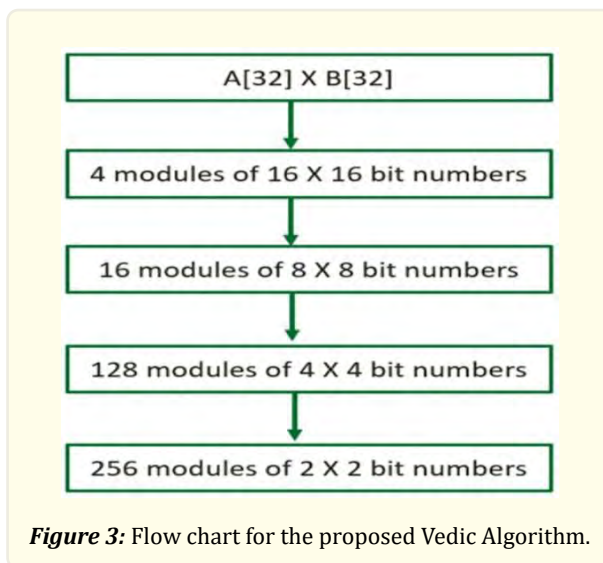 A[32] X B[32]
4 modules of 16 X 16 bit numbers
16 modules of 8 X 8 bit numbers
128 modules of 4 X 4 bit numbers
256 modules of 2 X 2 bit numbers
Figure 3: Flow chart for the proposed Vedic Algorithm.